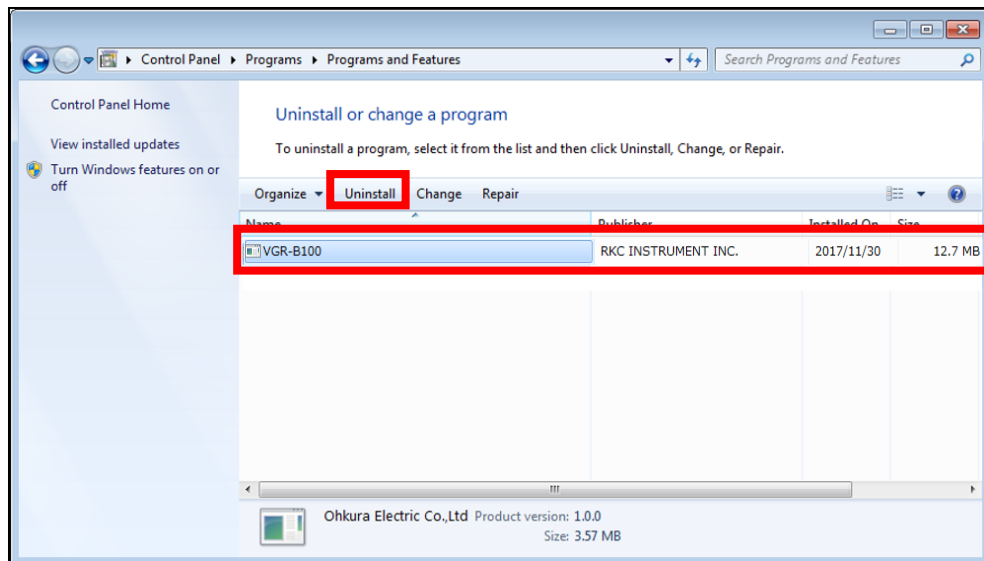 Control Panel Programs Programs and Features Search Programs and Features
Control Panel Home
View installed updates
Turn Windows features on or
off
Uninstall or change a program
To uninstall a program, select it from the list and then click Uninstall, Change, or Repair.
Organize Uninstall Change Repair
Name Publisher Installed On Size
VGR-B100 RKC INSTRUMENT INC. 2017/11/30 12.7 MB
Ohkura Electric Co.,Ltd Product version: 1.0.0
Size: 3.57 MB